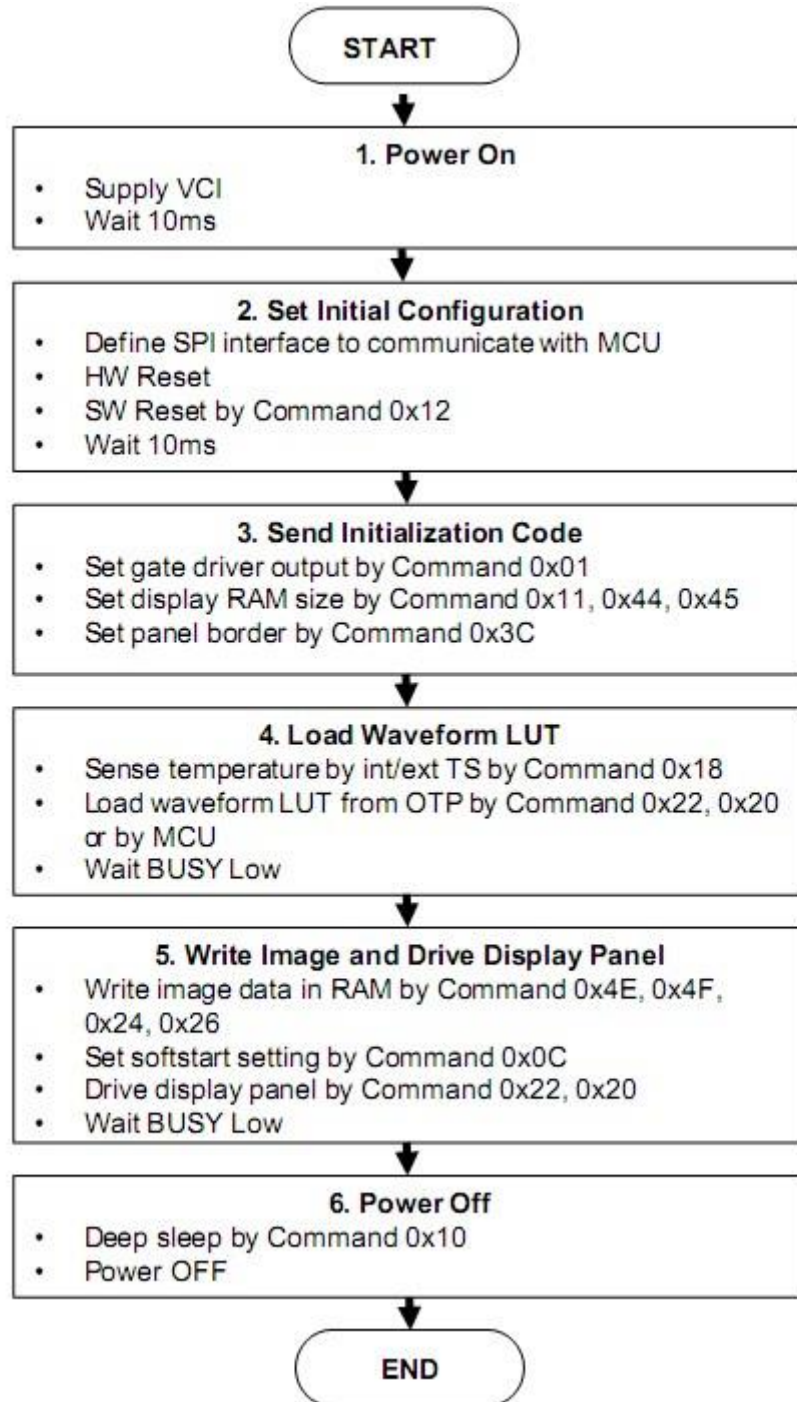 START
1. Power On
• Supply VCI
• Wait 10ms
2. Set Initial Configuration
• Define SPI interface to communicate with MCU
• HW Reset
• SW Reset by Command 0x12
• Wait 10ms
3. Send Initialization Code
• Set gate driver output by Command 0x01
• Set display RAM size by Command 0x11, 0x44, 0x45
• Set panel border by Command 0x3C
4. Load Waveform LUT
• Sense temperature by int/ext TS by Command 0x18
• Load waveform LUT from OTP by Command 0x22, 0x20
or by MCU
• Wait BUSY Low
5. Write Image and Drive Display Panel
• Write image data in RAM by Command 0x4E, 0x4F,
0x24, 0x26
• Set softstart setting by Command 0x0C
• Drive display panel by Command 0x22, 0x20
• Wait BUSY Low
6. Power Off
• Deep sleep by Command 0x10
• Power OFF
END